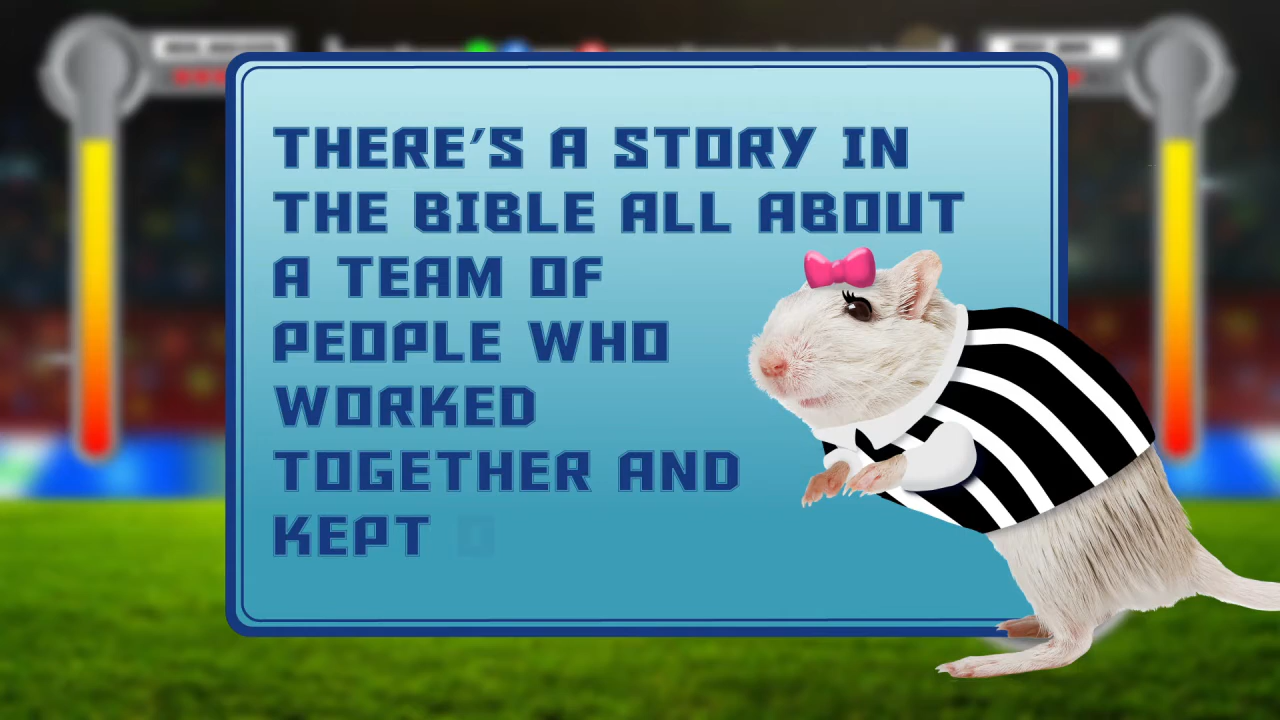 THERE'S A STORY IN
THE BIBLE ALL ABOUT
A TEAM OF
PEOPLE WHO
WORKED
TOGETHER AND
KEPT